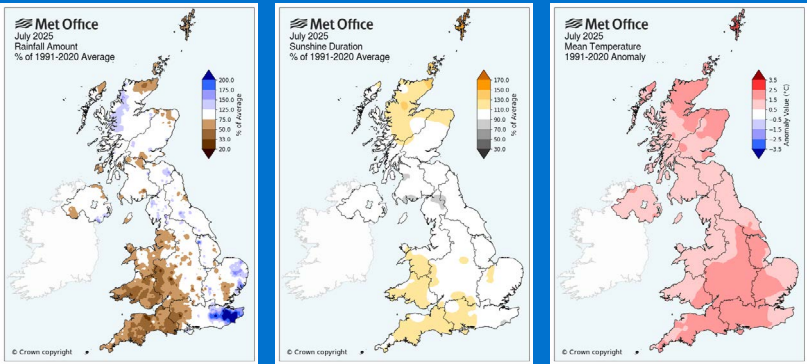 Met Office
July 2025
Rainfall Amount
% of 1991-2020 Average
200.0
175.0
150.0
125.0
75.0
50.0
33.0
20.0
% of Average
© Crown copyright
Met Office
July 2025
Sunshine Duration
% of 1991-2020 Average
170.0
150.0
130.0
110.0
90.0
70.0
50.0
30.0
% of Average
© Crown copyright
Met Office
July 2025
Mean Temperature
1991-2020 Anomaly
3.5
2.5
1.5
0.5
-0.5
-1.5
-2.5
-3.5
Anomaly Value (°C)
© Crown copyright